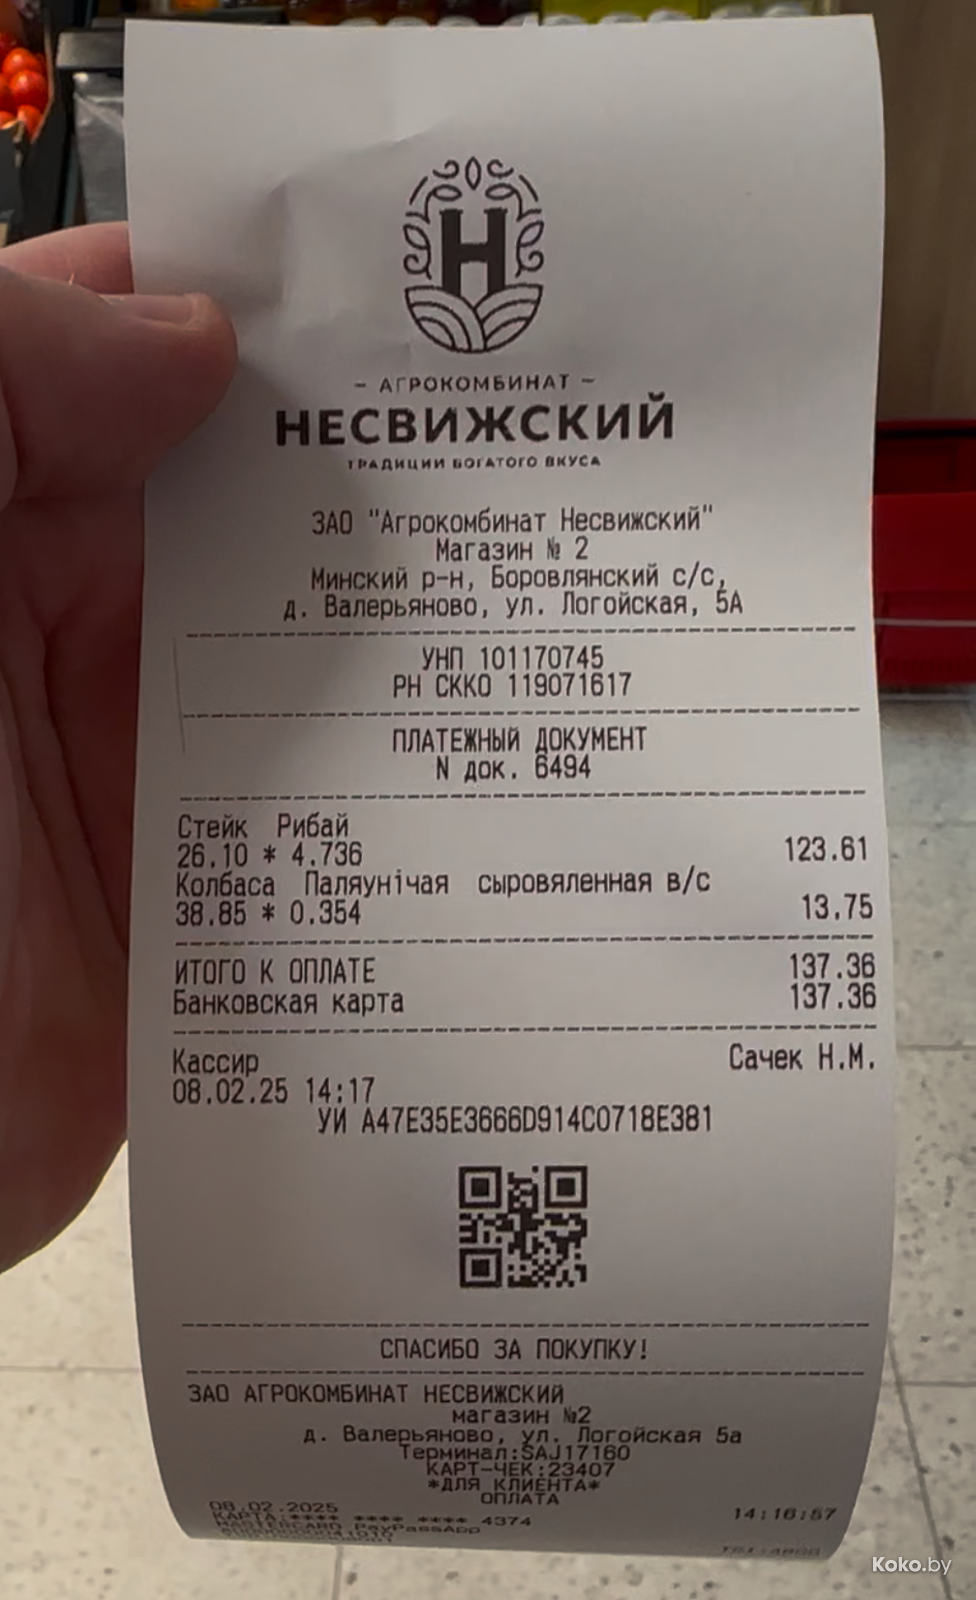 Н
– АГРОКОМБИНАТ –
НЕСВИЖСКИЙ
ТРАДИЦИИ БОГАТОГО ВКУСА
ЗАО "Агрокомбинат Несвижский"
Магазин № 2
Минский р-н, Боровлянский с/с,
д. Валерьяново, ул. Логойская, 5А
УНП 101170745
РН СККО 119071617
ПЛАТЕЖНЫЙ ДОКУМЕНТ
N док. 6494
Стейк Рибай
26.10 * 4.736 123.61
Колбаса Паляунiчая сыровяленная в/с
38.85 * 0.354 13.75
ИТОГО К ОПЛАТЕ 137.36
Банковская карта 137.36
Кассир Сачек Н.М.
08.02.25 14:17
УИ A47E35E3666D914C0718E381
СПАСИБО ЗА ПОКУПКУ!
ЗАО АГРОКОМБИНАТ НЕСВИЖСКИЙ
магазин №2
д. Валерьяново, ул. Логойская 5а
Терминал:SAJ17160
КАРТ-ЧЕК:23407
*ДЛЯ КЛИЕНТА*
ОПЛАТА
08.02.2025 14:16:57
КАРТА:**** **** **** 4374
MASTERCARD PayPassApp
Koko.by